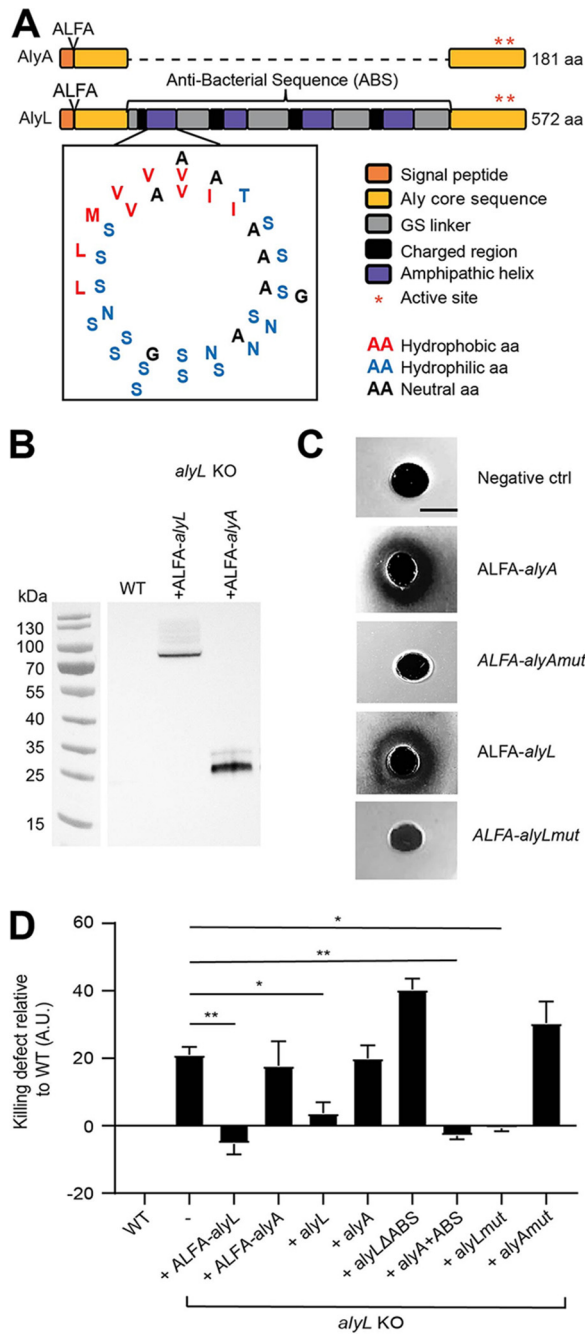 A
ALFA
AlyA
** 
181 aa
Anti-Bacterial Sequence (ABS)
ALFA
AlyL
**
572 aa
A
V V A
V V A V I I T
M S A S
L S A S
L S A S G
N A N
S S N N
S G S S
S S S
Signal peptide
Aly core sequence
GS linker
Charged region
Amphipathic helix
* Active site
AA Hydrophobic aa
AA Hydrophilic aa
AA Neutral aa
B
alyL KO
WT
+ALFA-alyL
+ALFA-alyA
kDa
130
100
70
55
40
35
25
15
C
Negative ctrl
ALFA-alyA
ALFA-alyAmut
ALFA-alyL
ALFA-alyLmut
D
Killing defect relative
to WT (A.U.)
60
40
20
0
-20
*
**
*
**
WT
-
+ ALFA-alyL
+ ALFA-alyA
+ alyL
+ alyA
+ alyLΔABS
+ alyA+ABS
+ alyLmut
+ alyAmut
alyL KO